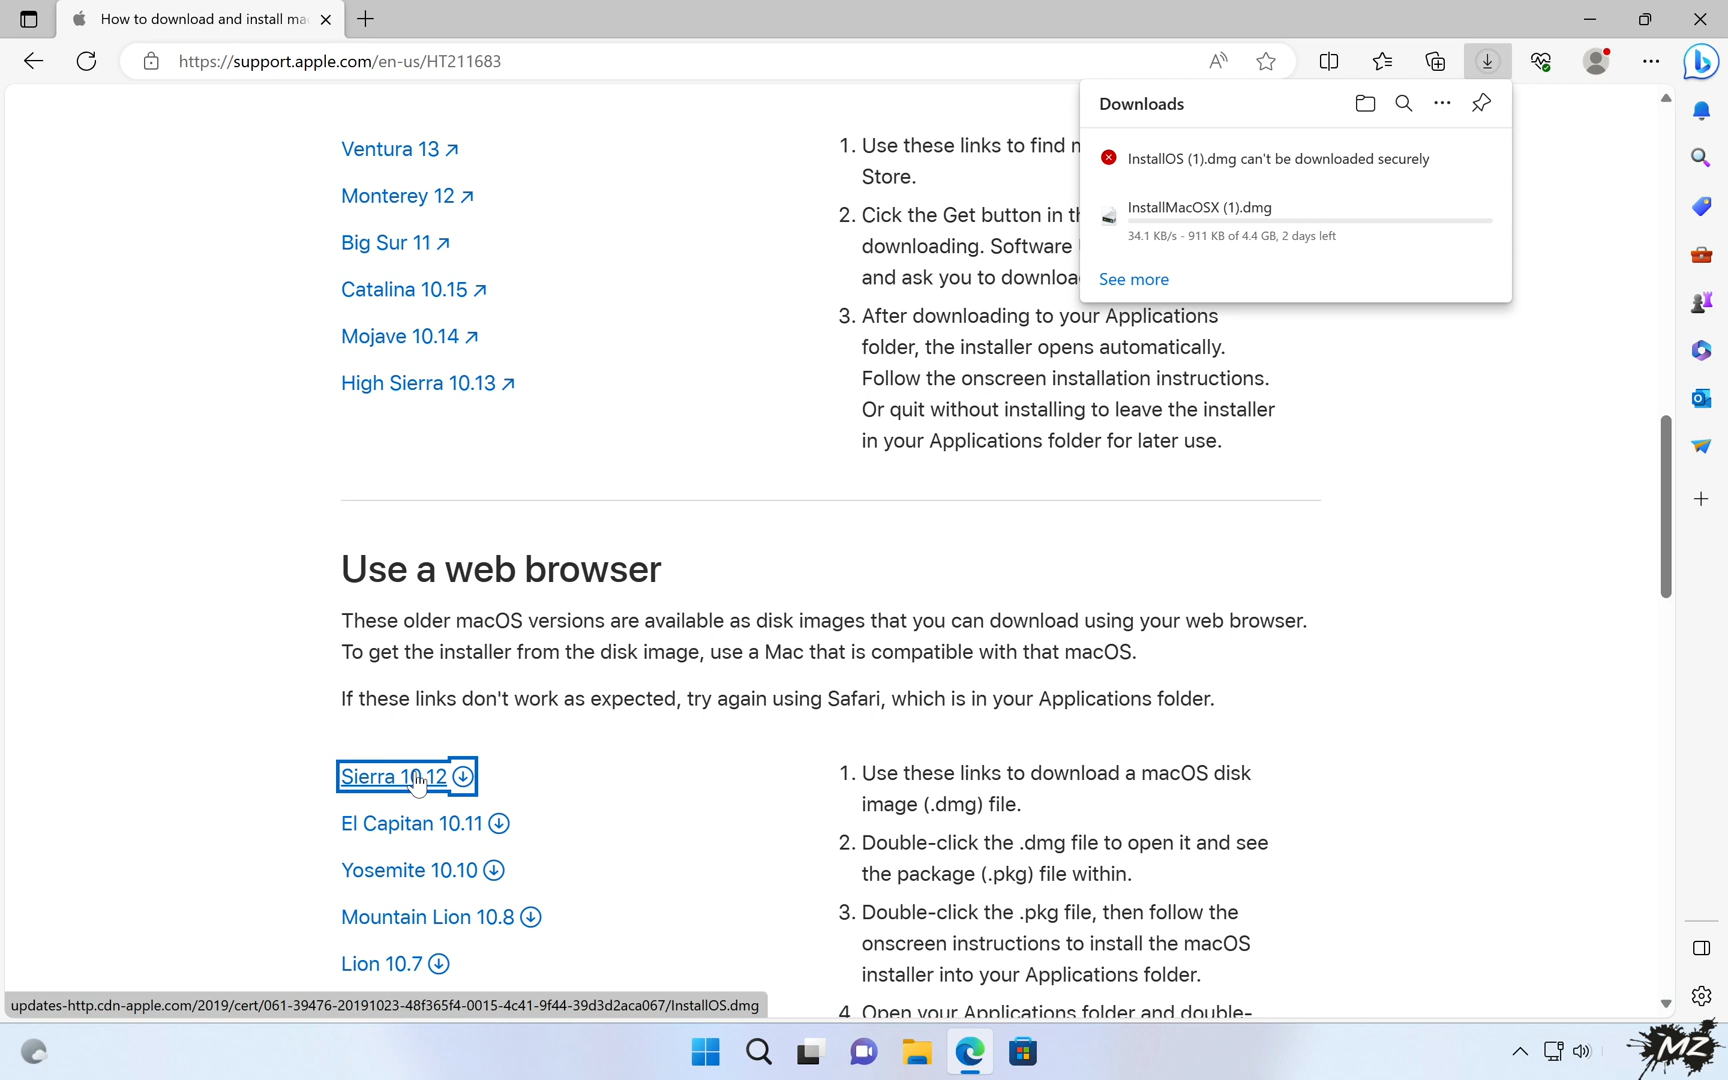 How to download and install ma
https://support.apple.com/en-us/HT211683
Downloads
InstallOS (1).dmg can't be downloaded securely
InstallMacOSX (1).dmg
34.1 KB/s - 911 KB of 4.4 GB, 2 days left
See more
Ventura 13
Monterey 12
Big Sur 11
Catalina 10.15
Mojave 10.14
High Sierra 10.13
1. Use these links to find
Store.
2. Cick the Get button in
downloading. Software
and ask you to downloa
3. After downloading to your Applications
folder, the installer opens automatically.
Follow the onscreen installation instructions.
Or quit without installing to leave the installer
in your Applications folder for later use.
Use a web browser
These older macOS versions are available as disk images that you can download using your web browser.
To get the installer from the disk image, use a Mac that is compatible with that macOS.
If these links don't work as expected, try again using Safari, which is in your Applications folder.
Sierra 10.12
El Capitan 10.11
Yosemite 10.10
Mountain Lion 10.8
Lion 10.7
1. Use these links to download a macOS disk
image (.dmg) file.
2. Double-click the .dmg file to open it and see
the package (.pkg) file within.
3. Double-click the .pkg file, then follow the
onscreen instructions to install the macOS
installer into your Applications folder.
4. Open your Applications folder and double-
updates-http.cdn-apple.com/2019/cert/061-39476-20191023-48f365f4-0015-4c41-9f44-39d3d2aca067/InstallOS.dmg
MZ